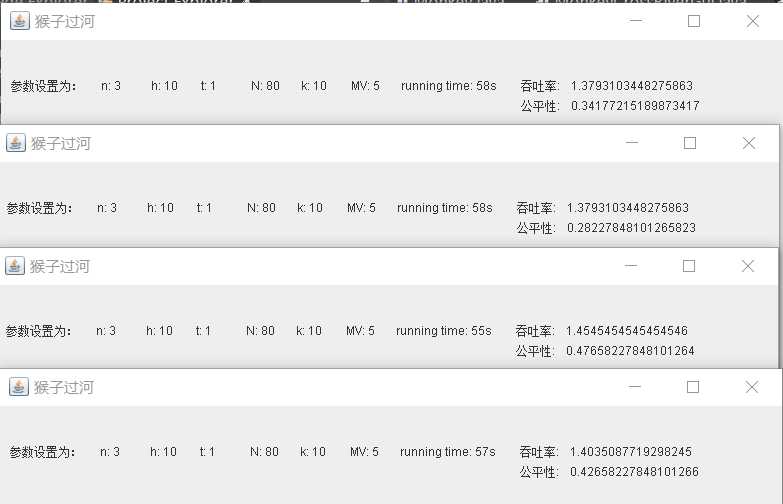 猴子过河
参数设置为: n: 3 h: 10 t: 1 N: 80 k: 10 MV: 5 running time: 58s 吞吐率: 1.3793103448275863
公平性: 0.34177215189873417
猴子过河
参数设置为: n: 3 h: 10 t: 1 N: 80 k: 10 MV: 5 running time: 58s 吞吐率: 1.3793103448275863
公平性: 0.28227848101265823
猴子过河
参数设置为: n: 3 h: 10 t: 1 N: 80 k: 10 MV: 5 running time: 55s 吞吐率: 1.4545454545454546
公平性: 0.47658227848101264
猴子过河
参数设置为: n: 3 h: 10 t: 1 N: 80 k: 10 MV: 5 running time: 57s 吞吐率: 1.4035087719298245
公平性: 0.42658227848101266